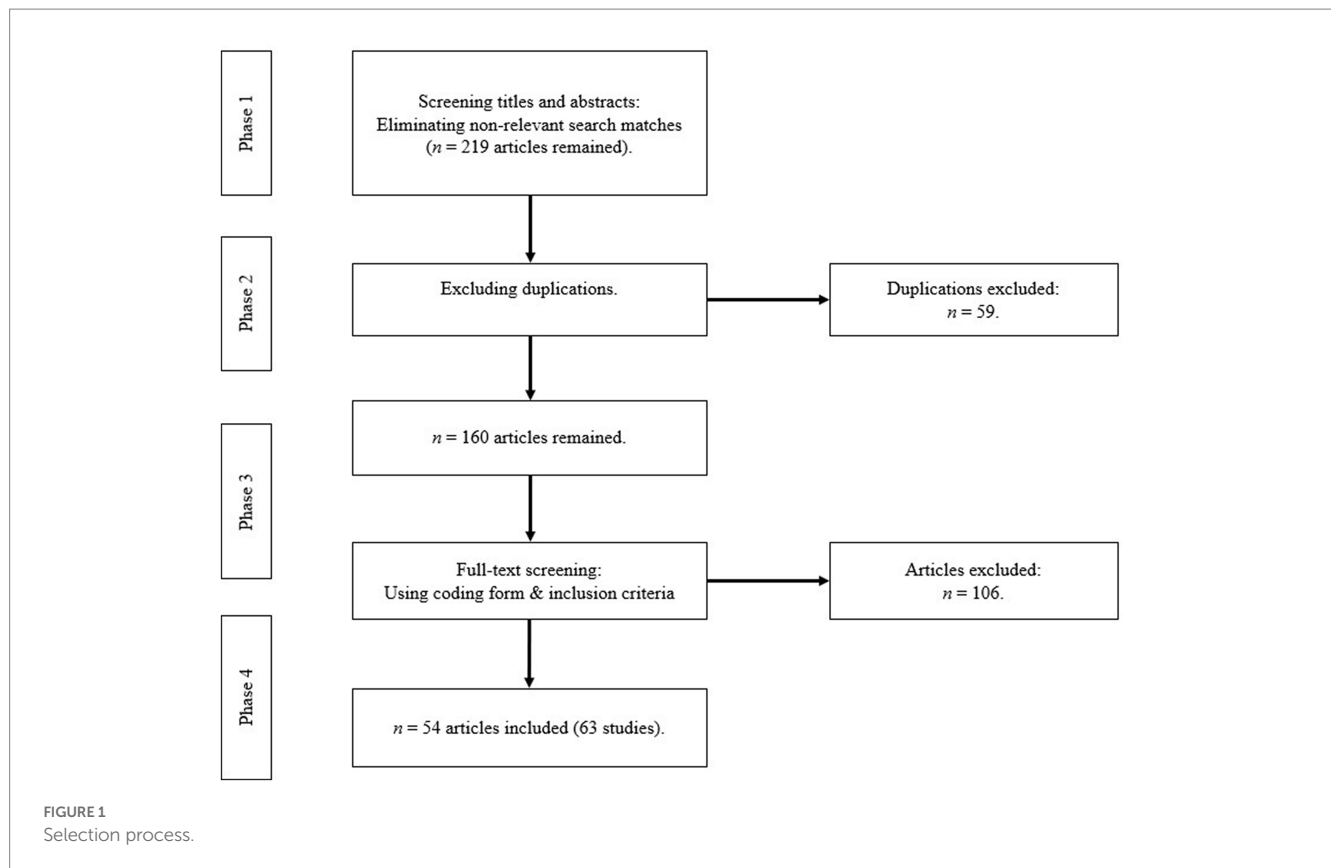 Phase 1
Screening titles and abstracts:
Eliminating non-relevant search matches
(n = 219 articles remained).
Phase 2
Excluding duplications.
Duplications excluded:
n = 59.
Phase 3
n = 160 articles remained.
Full-text screening:
Using coding form & inclusion criteria
Articles excluded:
n = 106.
Phase 4
n = 54 articles included (63 studies).
FIGURE 1
Selection process.